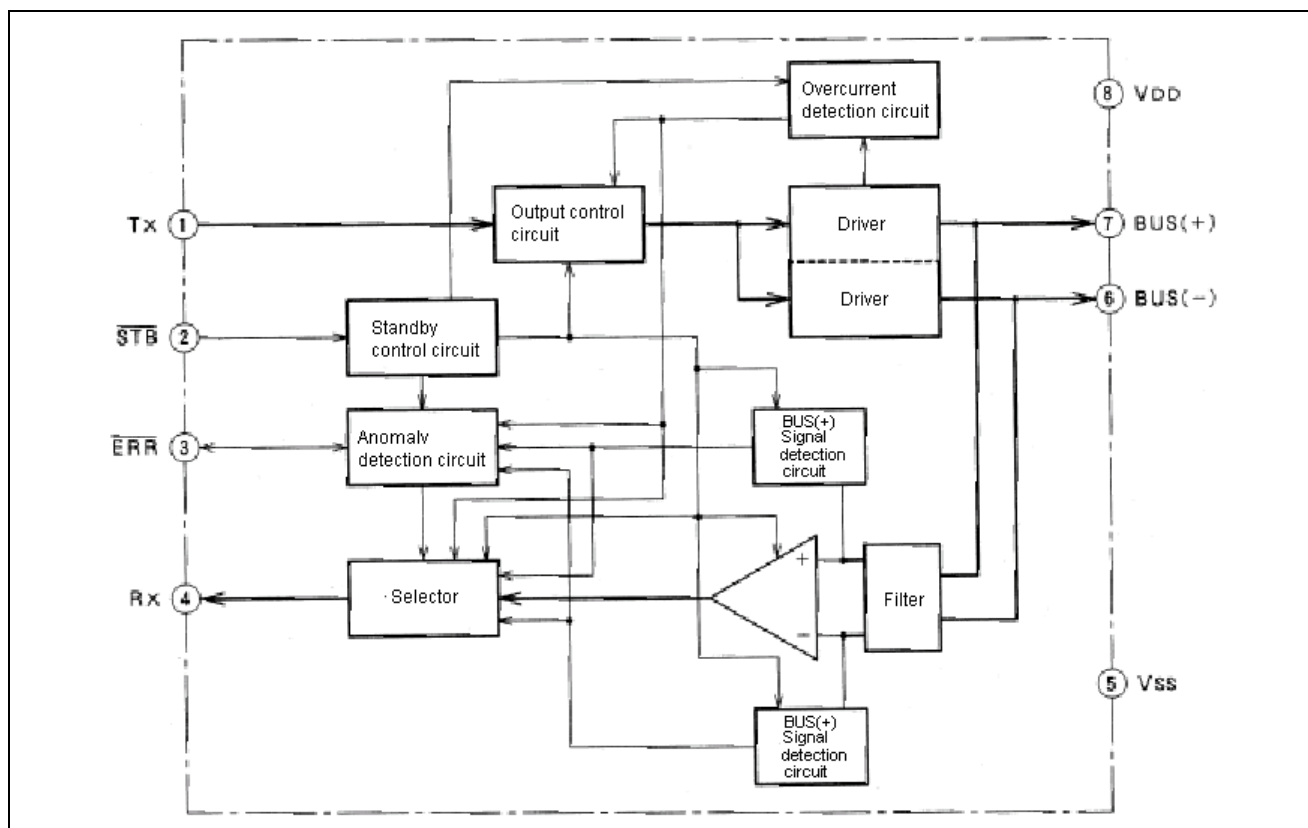 Overcurrent
detection circuit
8 VDD
Tx 1
Output control
circuit
Driver
7 BUS(+)
Driver
6 BUS(-)
STB 2
Standby
control circuit
ERR 3
Anomalv
detection circuit
BUS(+)
Signal
detection
circuit
Rx 4
Selector
+
-
Filter
5 VSS
BUS(+)
Signal
detection
circuit